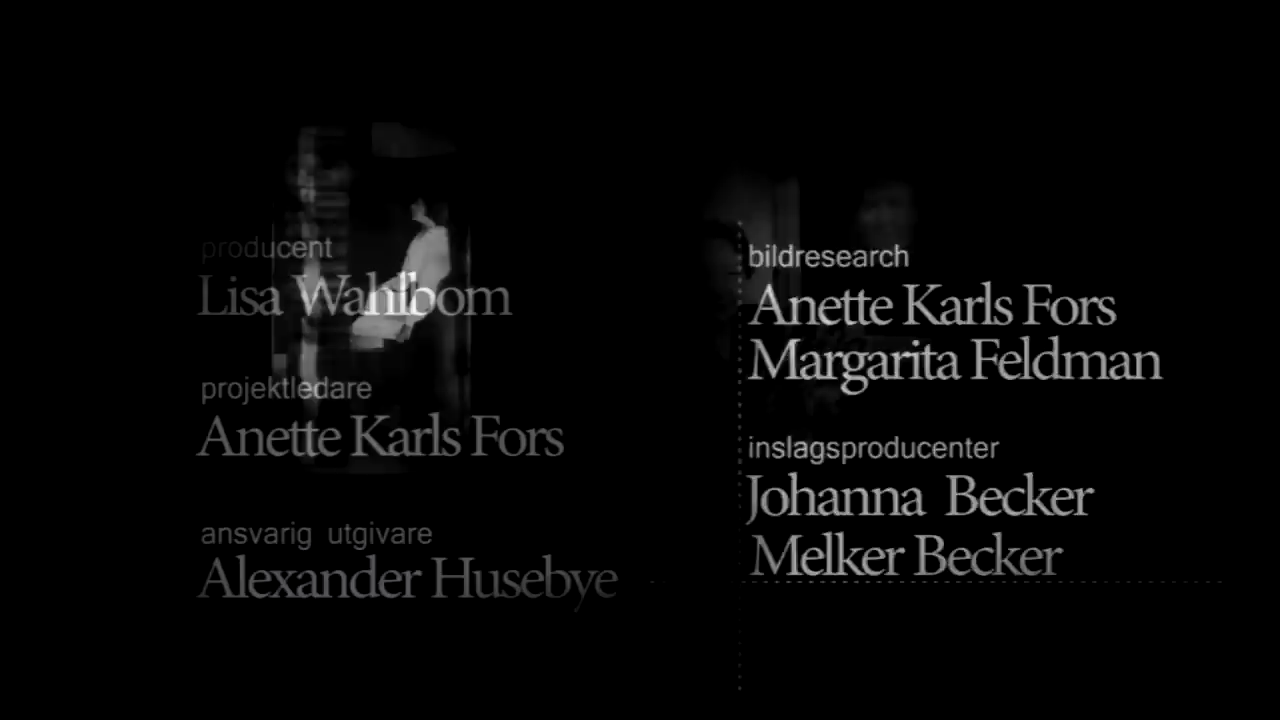 producent
Lisa Wahlbom
projektledare
Anette Karls Fors
ansvarig utgivare
Alexander Husebye
bildresearch
Anette Karls Fors
Margarita Feldman
inslagsproducenter
Johanna Becker
Melker Becker